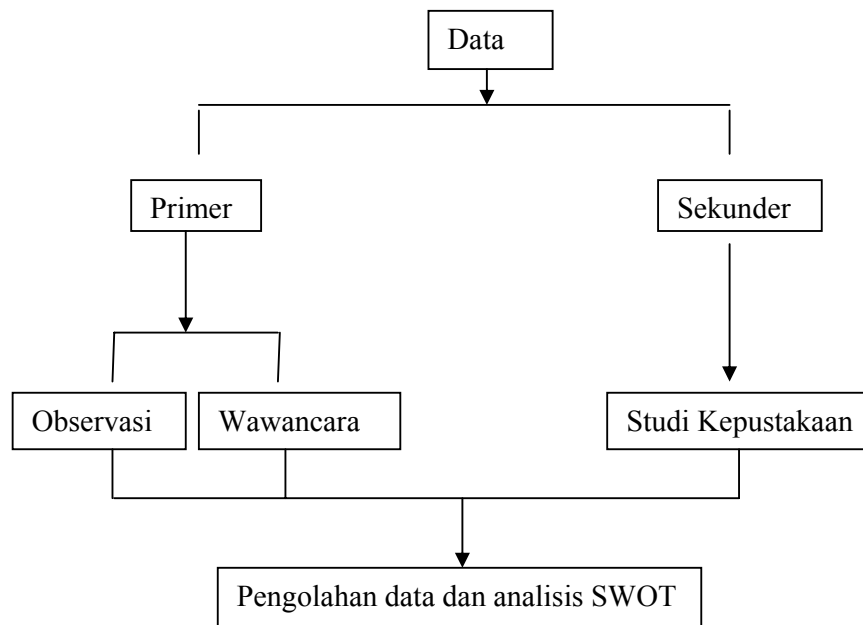 Data
Primer
Sekunder
Observasi
Wawancara
Studi Kepustakaan
Pengolahan data dan analisis SWOT